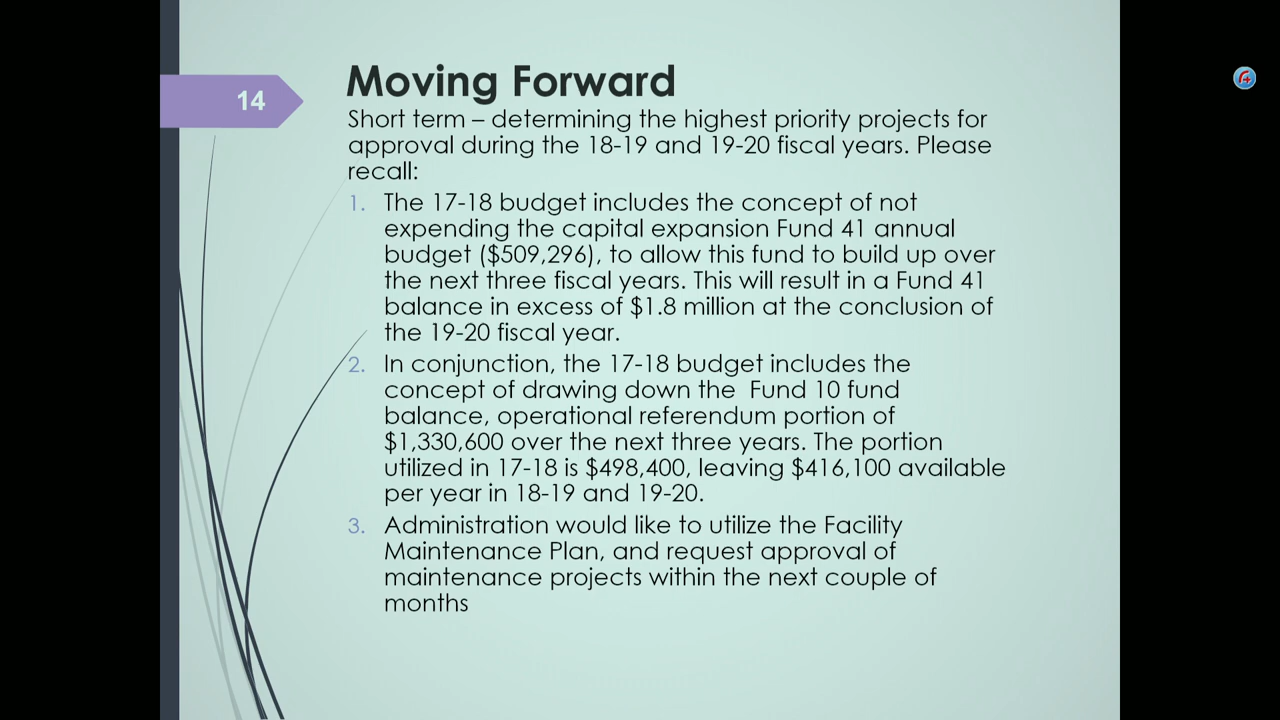 14
Moving Forward
Short term – determining the highest priority projects for
approval during the 18-19 and 19-20 fiscal years. Please
recall:
1. The 17-18 budget includes the concept of not
expending the capital expansion Fund 41 annual
budget ($509,296), to allow this fund to build up over
the next three fiscal years. This will result in a Fund 41
balance in excess of $1.8 million at the conclusion of
the 19-20 fiscal year.
2. In conjunction, the 17-18 budget includes the
concept of drawing down the  Fund 10 fund
balance, operational referendum portion of
$1,330,600 over the next three years. The portion
utilized in 17-18 is $498,400, leaving $416,100 available
per year in 18-19 and 19-20.
3. Administration would like to utilize the Facility
Maintenance Plan, and request approval of
maintenance projects within the next couple of
months